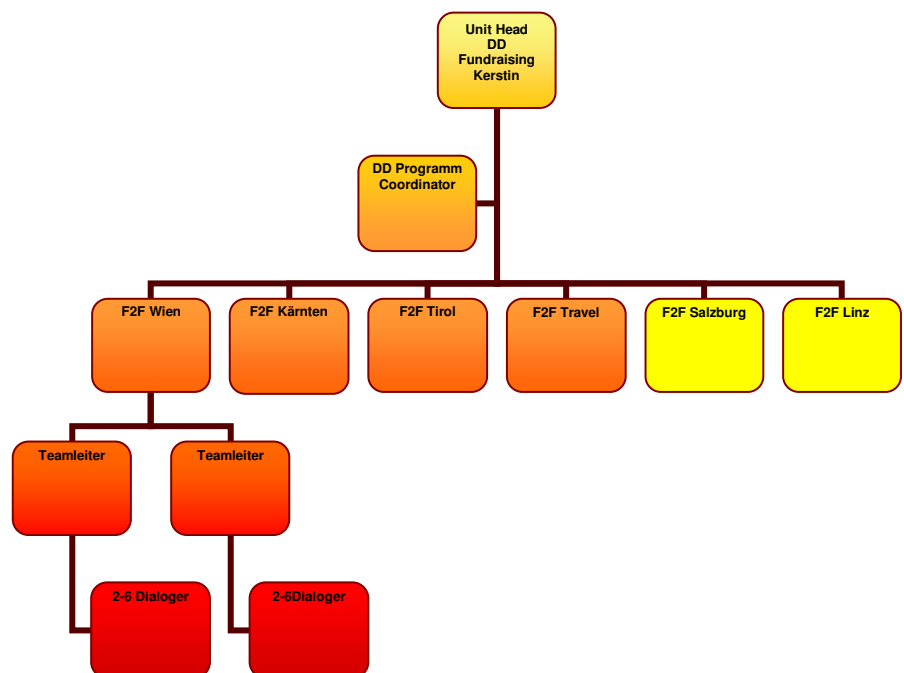 Unit Head
DD
Fundraising
Kerstin
DD Programm
Coordinator
F2F Wien
F2F Kärnten
F2F Tirol
F2F Travel
F2F Salzburg
F2F Linz
Teamleiter
Teamleiter
2-6 Dialoger
2-6Dialoger